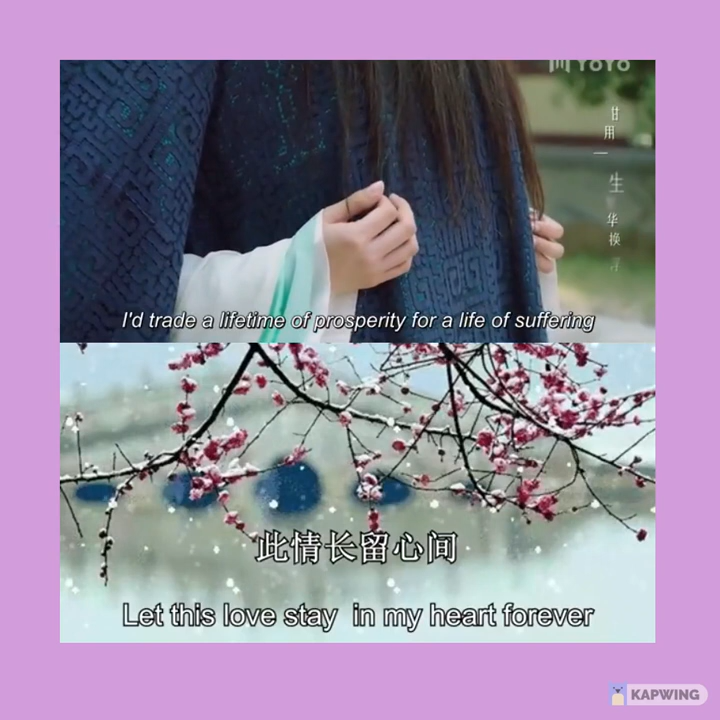 YOYO
甘用一生
华换
I'd trade a lifetime of prosperity for a life of suffering
此情长留心间
Let this love stay in my heart forever
KAPWING